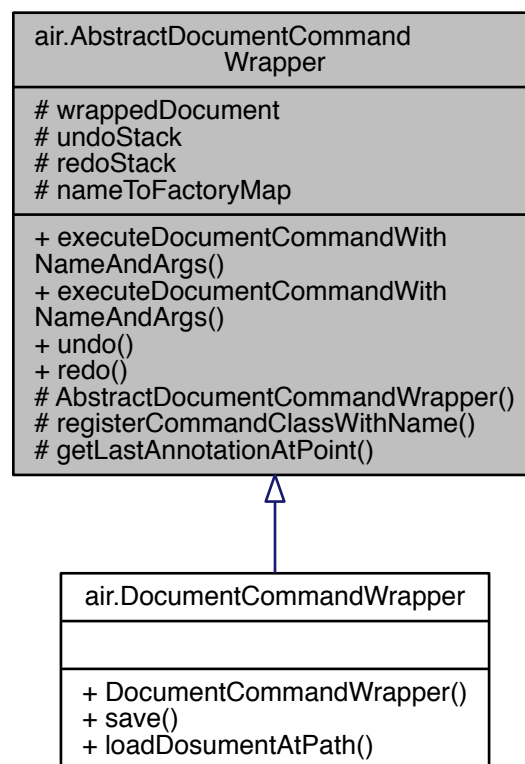 air.AbstractDocumentCommand
Wrapper
# wrappedDocument
# undoStack
# redoStack
# nameToFactoryMap
+ executeDocumentCommandWith
NameAndArgs()
+ executeDocumentCommandWith
NameAndArgs()
+ undo()
+ redo()
# AbstractDocumentCommandWrapper()
# registerCommandClassWithName()
# getLastAnnotationAtPoint()
air.DocumentCommandWrapper
+ DocumentCommandWrapper()
+ save()
+ loadDosumentAtPath()